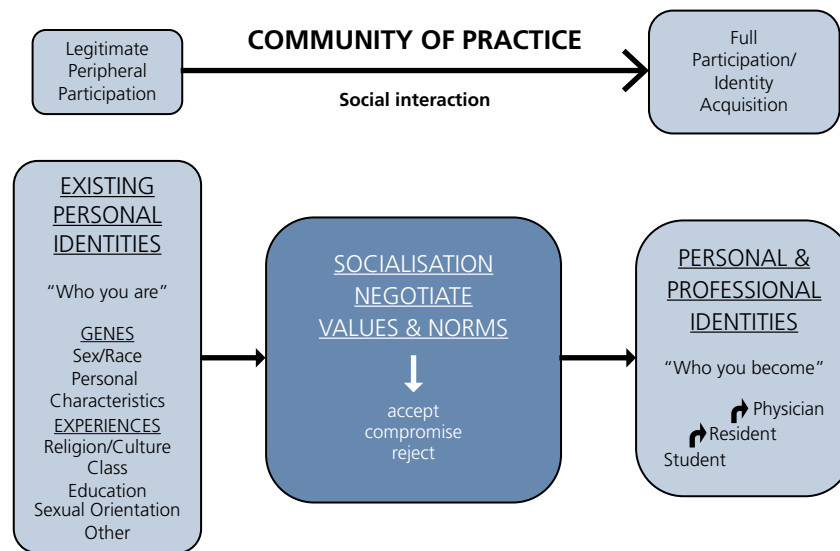 Legitimate
Peripheral
Participation
COMMUNITY OF PRACTICE
Social interaction
Full
Participation/
Identity
Acquisition
EXISTING
PERSONAL
IDENTITIES
“Who you are”
GENES
Sex/Race
Personal
Characteristics
EXPERIENCES
Religion/Culture
Class
Education
Sexual Orientation
Other
SOCIALISATION
NEGOTIATE
VALUES & NORMS
accept
compromise
reject
PERSONAL &
PROFESSIONAL
IDENTITIES
“Who you become”
Physician
Resident
Student